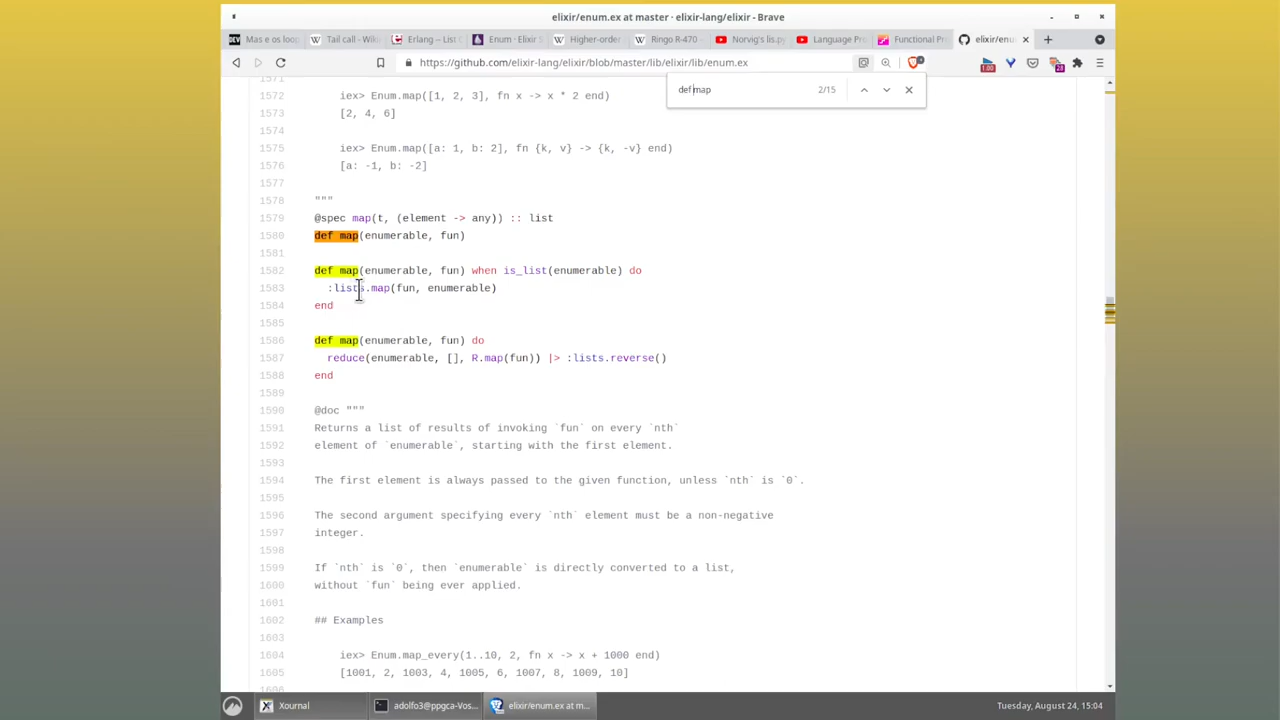 elixir/enum.ex at master · elixir-lang/elixir - Brave
DEV Mas e os loop
W Tail call - Wiki
Erlang -- List C
Enum · Elixir S
W Higher-order
W Ringo R-470
Norvig's lis.py
Language Pro
Functional Pr
elixir/enu
https://github.com/elixir-lang/elixir/blob/master/lib/elixir/lib/enum.ex
1.00
def map 2/15
1571
1572 iex> Enum.map([1, 2, 3], fn x -> x * 2 end)
1573 [2, 4, 6]
1574
1575 iex> Enum.map([a: 1, b: 2], fn {k, v} -> {k, -v} end)
1576 [a: -1, b: -2]
1577
1578 """
1579 @spec map(t, (element -> any)) :: list
1580 def map(enumerable, fun)
1581
1582 def map(enumerable, fun) when is_list(enumerable) do
1583 :lists.map(fun, enumerable)
1584 end
1585
1586 def map(enumerable, fun) do
1587 reduce(enumerable, [], R.map(fun)) |> :lists.reverse()
1588 end
1589
1590 @doc """
1591 Returns a list of results of invoking `fun` on every `nth`
1592 element of `enumerable`, starting with the first element.
1593
1594 The first element is always passed to the given function, unless `nth` is `0`.
1595
1596 The second argument specifying every `nth` element must be a non-negative
1597 integer.
1598
1599 If `nth` is `0`, then `enumerable` is directly converted to a list,
1600 without `fun` being ever applied.
1601
1602 ## Examples
1603
1604 iex> Enum.map_every(1..10, 2, fn x -> x + 1000 end)
1605 [1001, 2, 1003, 4, 1005, 6, 1007, 8, 1009, 10]
1606
Xournal
adolfo3@ppgca-Vos...
elixir/enum.ex at m...
Tuesday, August 24, 15:04